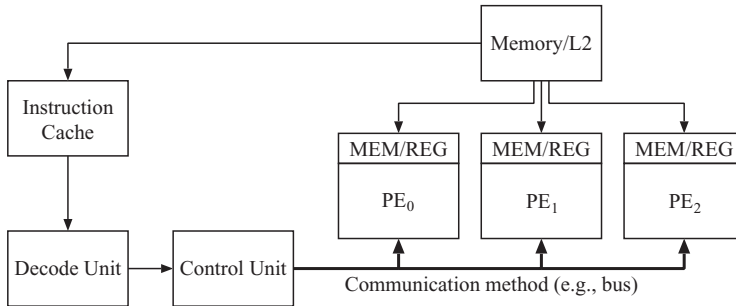 Memory/L2
Instruction
Cache
MEM/REG
MEM/REG
MEM/REG
PE₀
PE₁
PE₂
Decode Unit
Control Unit
Communication method (e.g., bus)